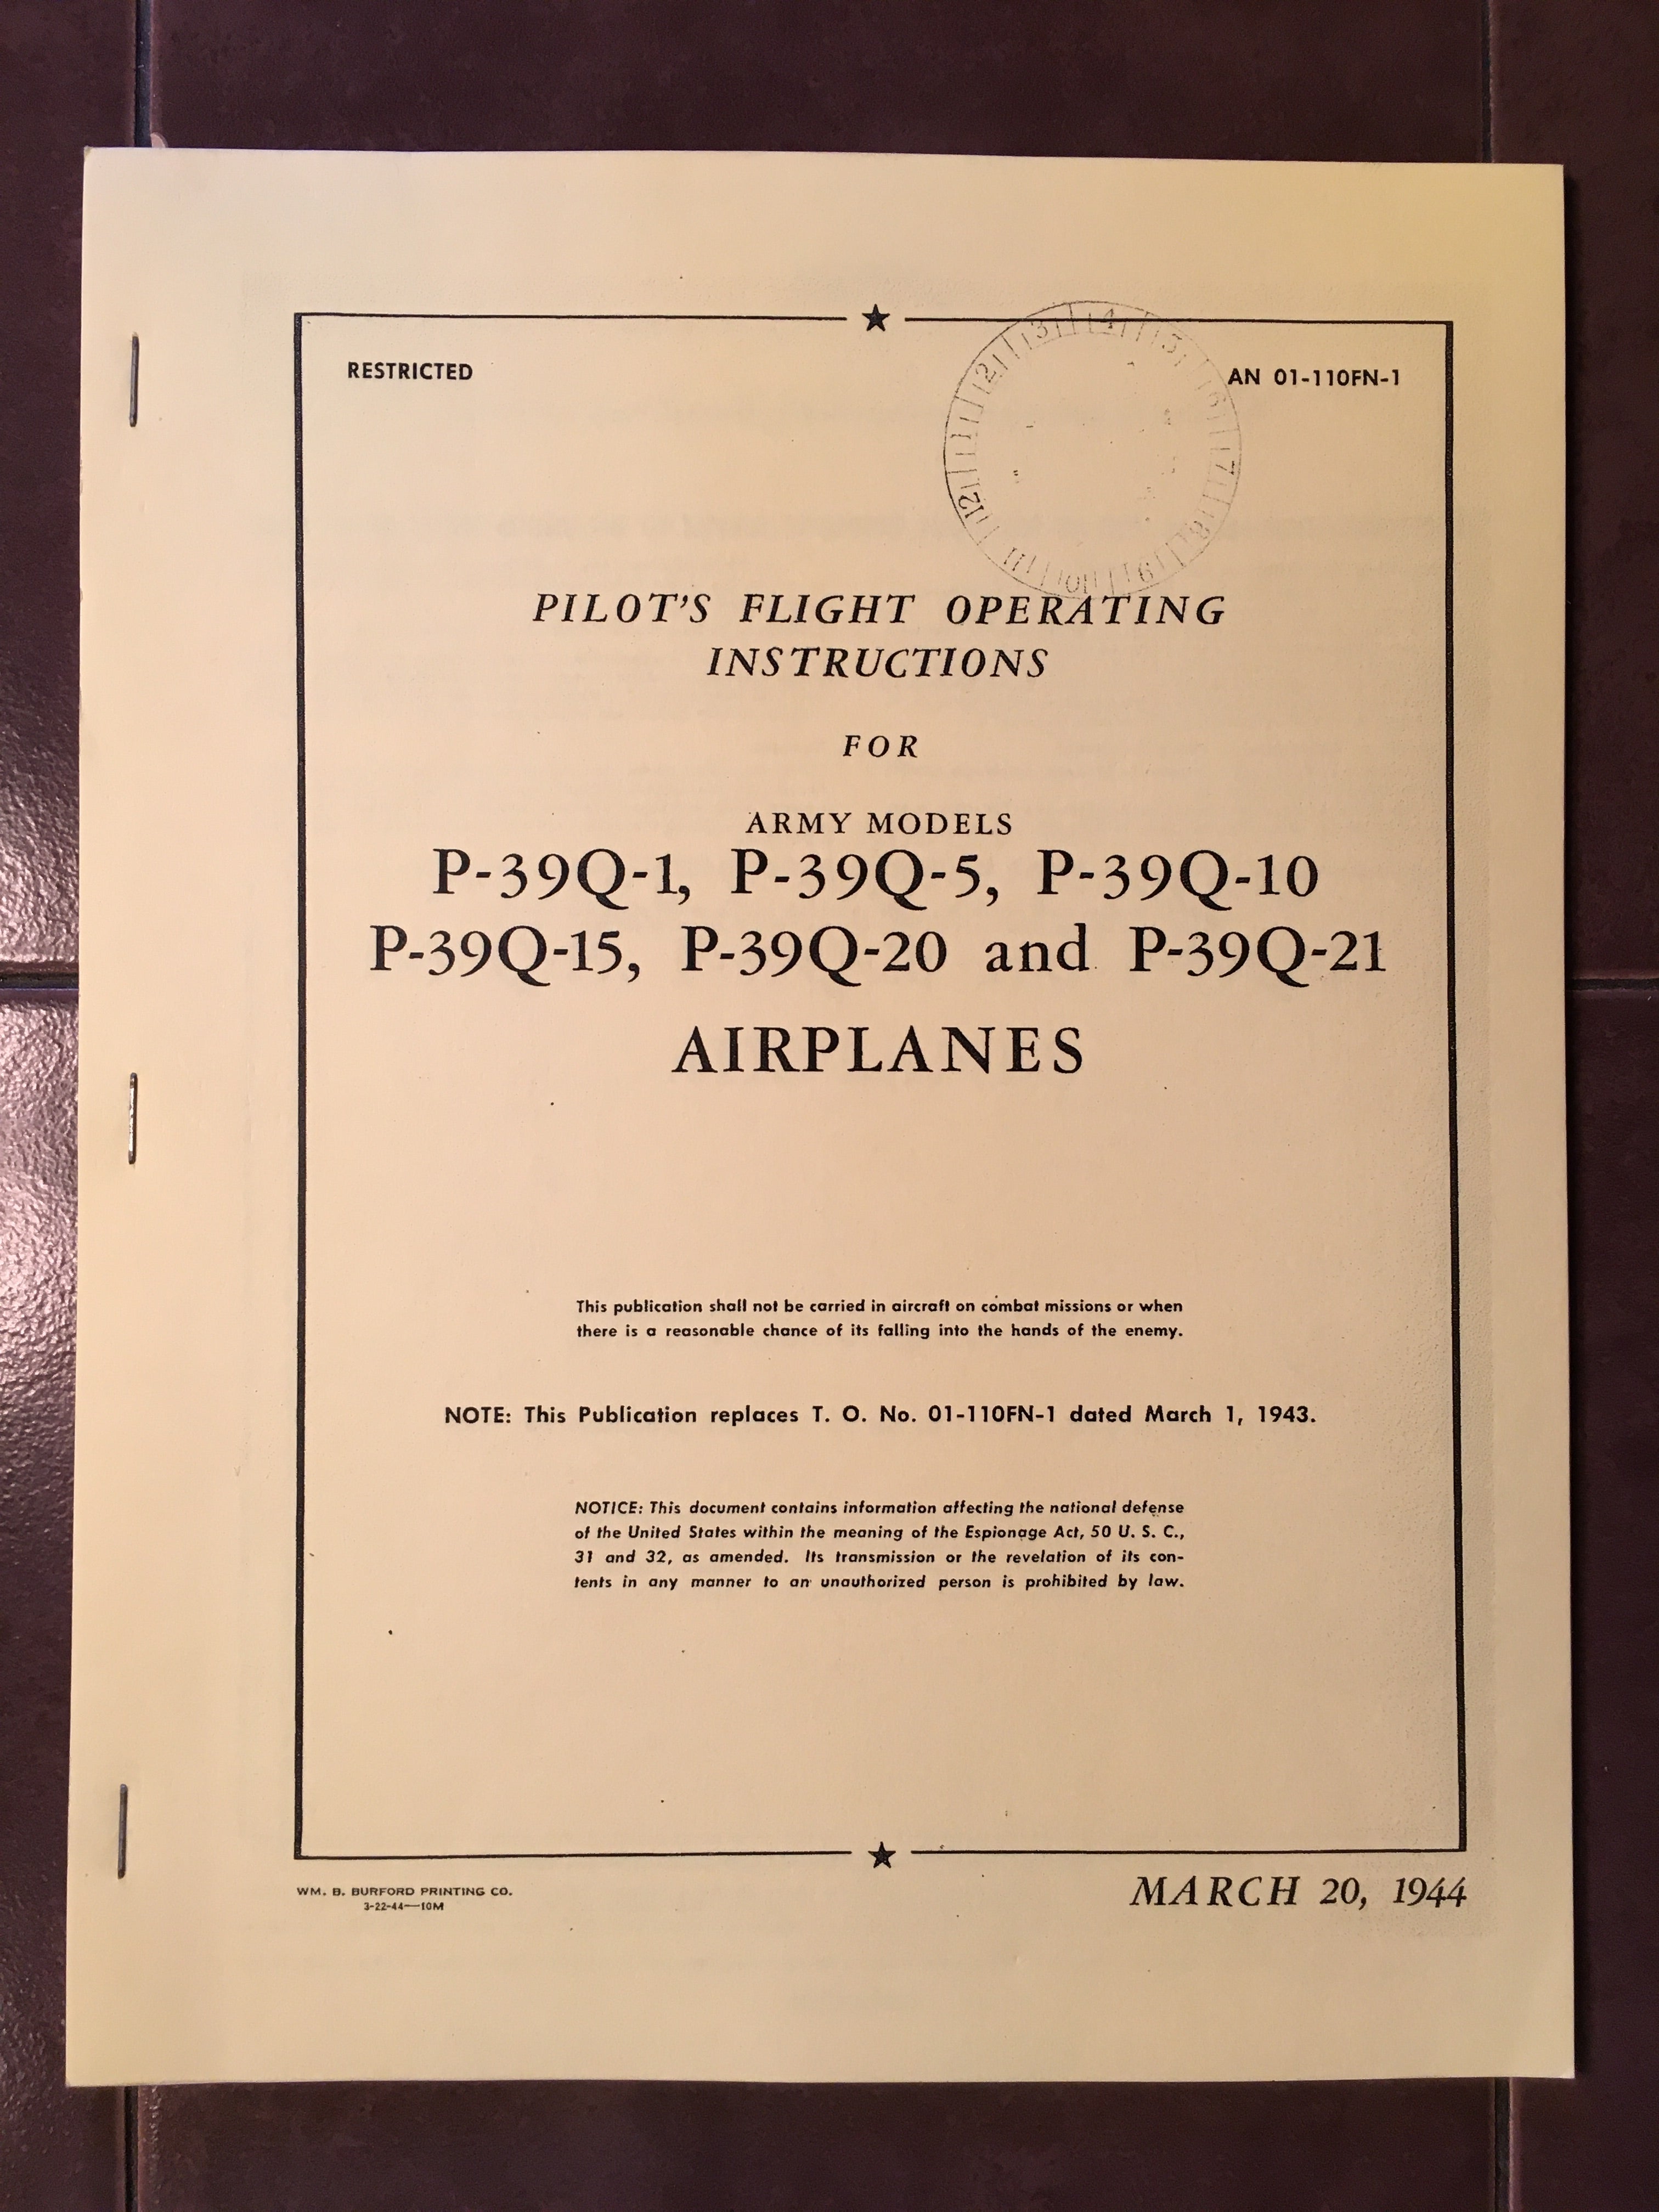 RESTRICTED
AN 01-110FN-1
PILOT'S FLIGHT OPERATING
INSTRUCTIONS
FOR
ARMY MODELS
P-39Q-1, P-39Q-5, P-39Q-10
P-39Q-15, P-39Q-20 and P-39Q-21
AIRPLANES
This publication shall not be carried in aircraft on combat missions or when
there is a reasonable chance of its falling into the hands of the enemy.
NOTE: This Publication replaces T. O. No. 01-110FN-1 dated March 1, 1943.
NOTICE: This document contains information affecting the national defense
of the United States within the meaning of the Espionage Act, 50 U. S. C.,
31 and 32, as amended. Its transmission or the revelation of its con-
tents in any manner to an unauthorized person is prohibited by law.
WM. B. BURFORD PRINTING CO.
3-22-44—10M
MARCH 20, 1944